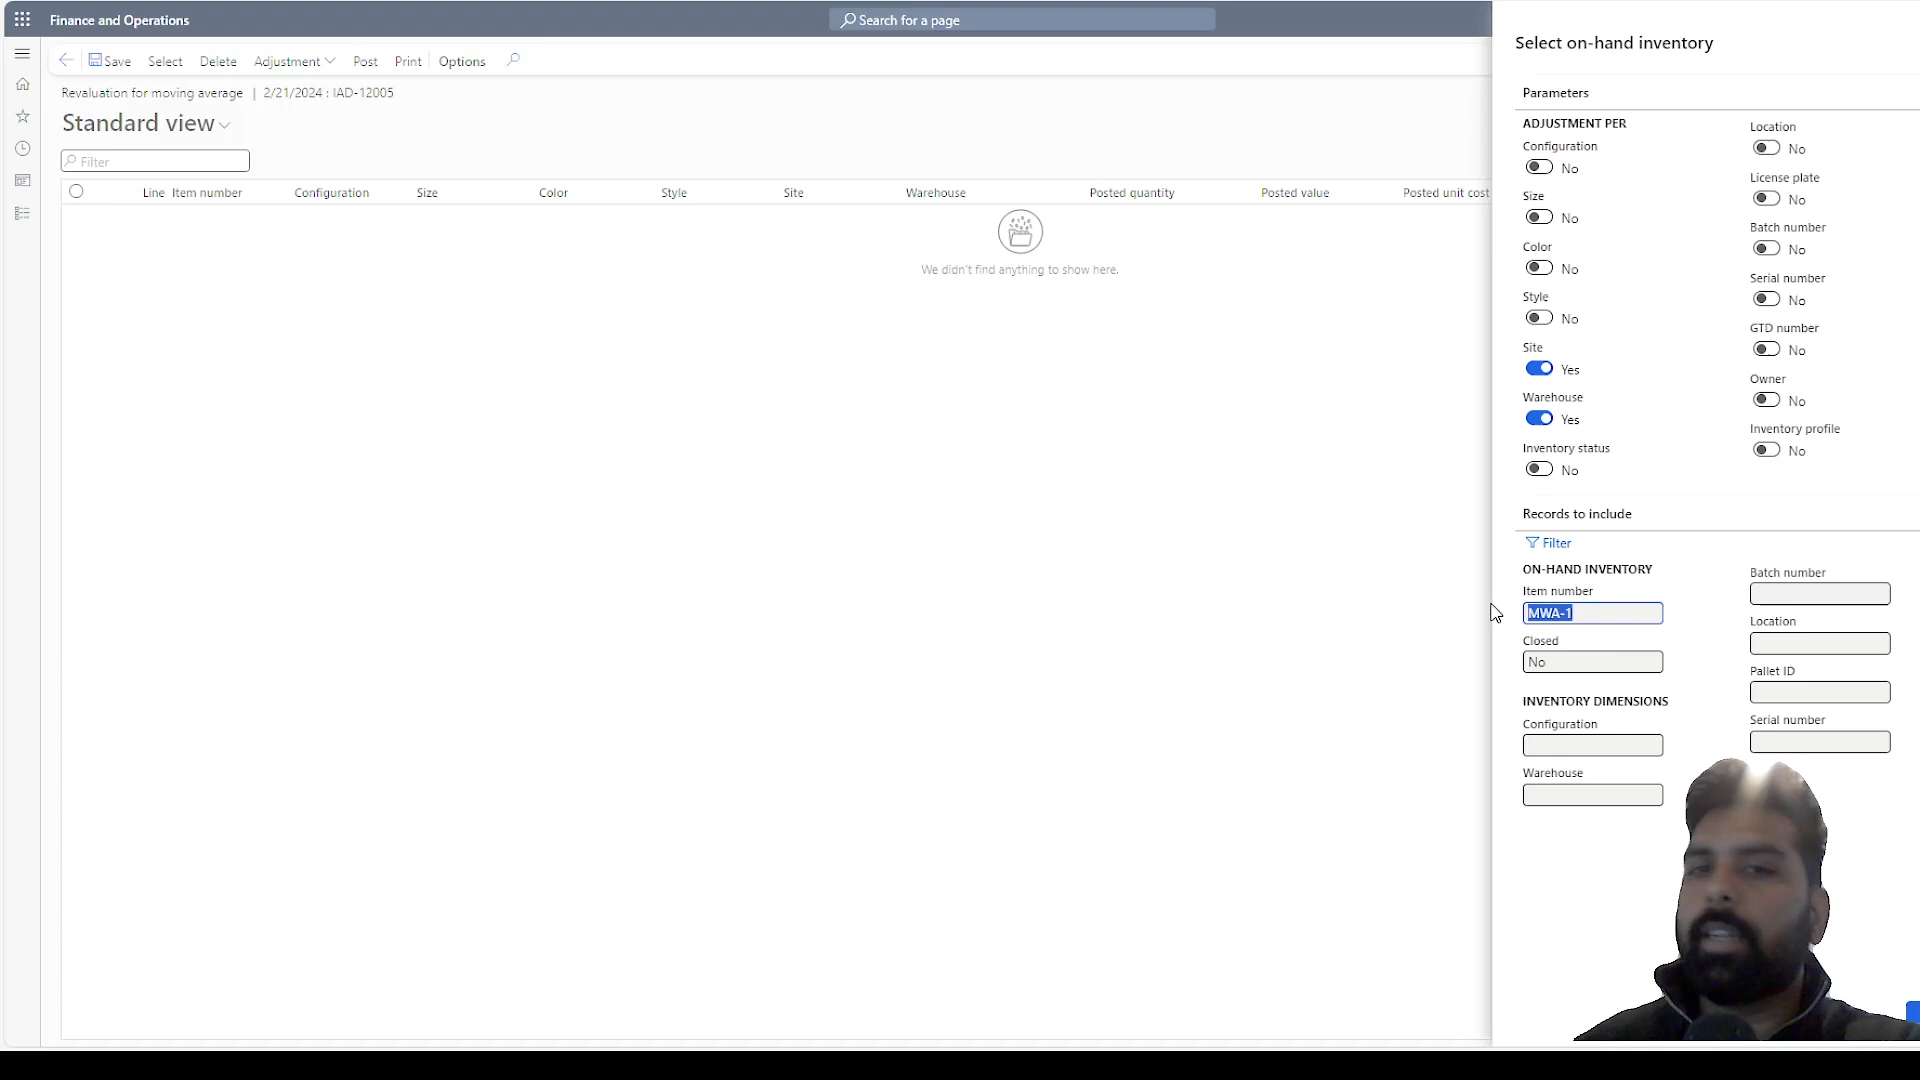 Finance and Operations
Search for a page
Save Select Delete Adjustment Post Print Options
Revaluation for moving average | 2/21/2024 : IAD-12005
Standard view
Filter
Line Item number Configuration Size Color Style Site Warehouse Posted quantity Posted value Posted unit cost
We didn't find anything to show here.
Select on-hand inventory
Parameters
ADJUSTMENT PER
Configuration
No
Size
No
Color
No
Style
No
Site
Yes
Warehouse
Yes
Inventory status
No
Location
No
License plate
No
Batch number
No
Serial number
No
GTD number
No
Owner
No
Inventory profile
No
Records to include
Filter
ON-HAND INVENTORY
Item number
MWA-1
Closed
No
INVENTORY DIMENSIONS
Configuration
Warehouse
Batch number
Location
Pallet ID
Serial number